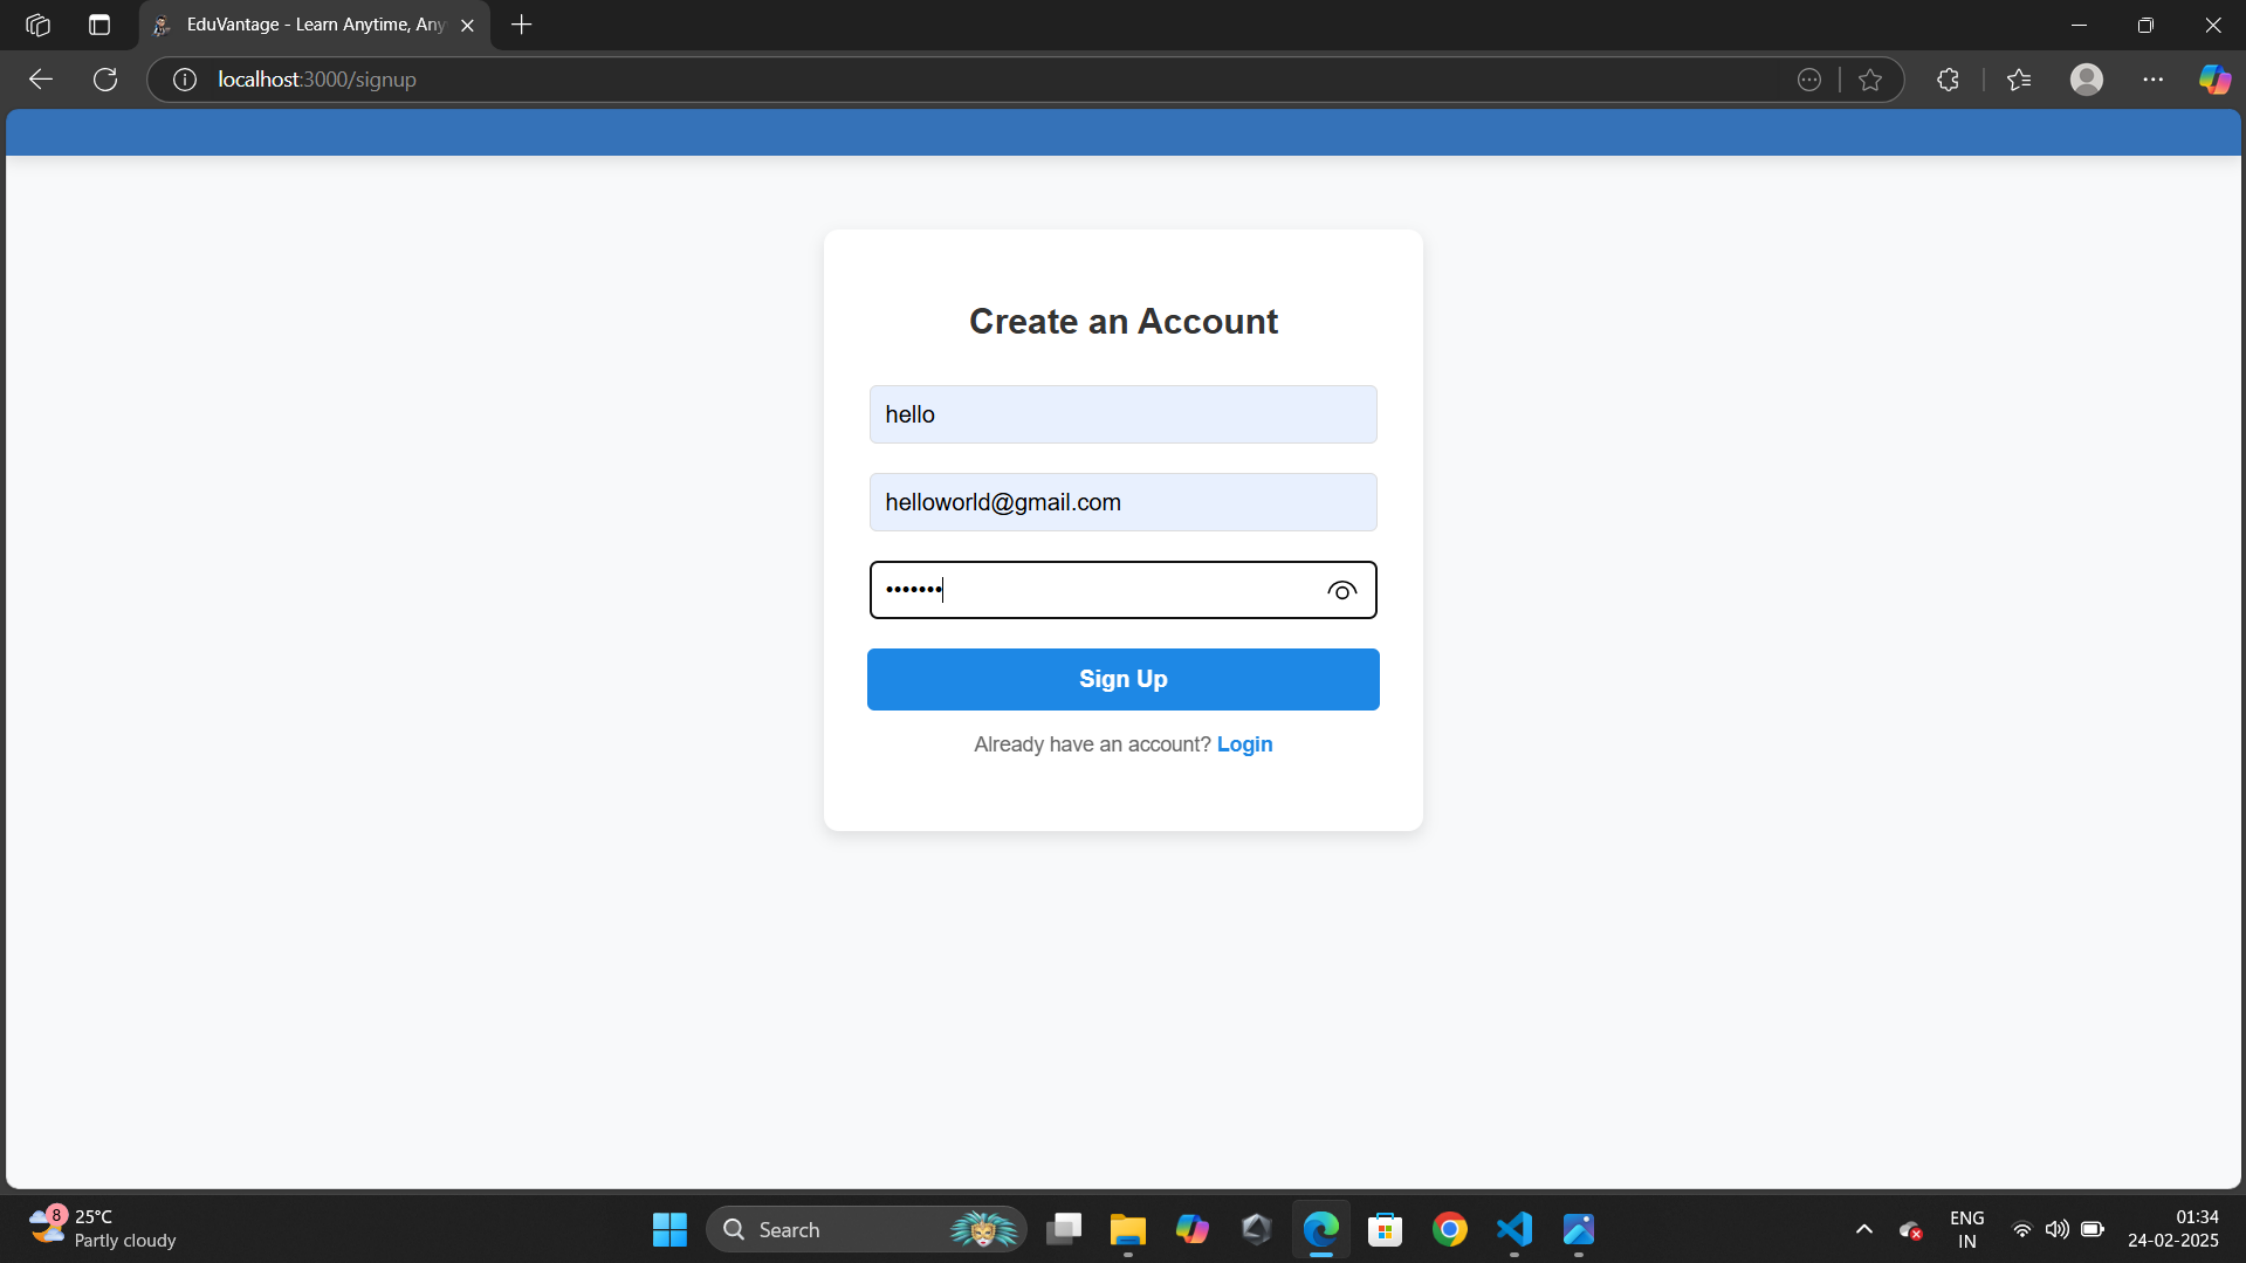 EduVantage - Learn Anytime, Any
localhost:3000/signup
Create an Account
hello
helloworld@gmail.com
•••••••
Sign Up
Already have an account? Login
8
25°C
Partly cloudy
Search
ENG
IN
01:34
24-02-2025